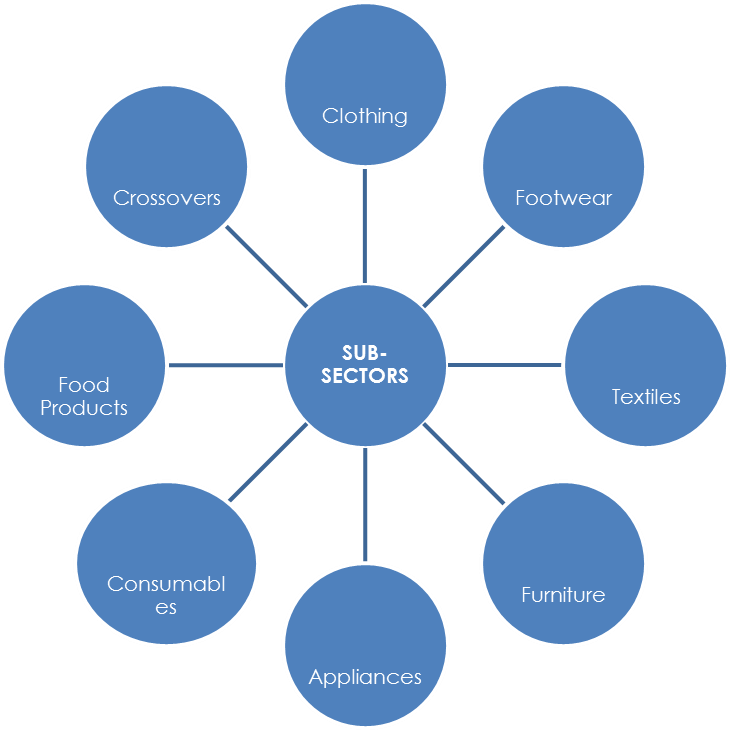 Clothing
Crossovers
Footwear
SUB-
SECTORS
Food
Products
Textiles
Consumabl
es
Furniture
Appliances